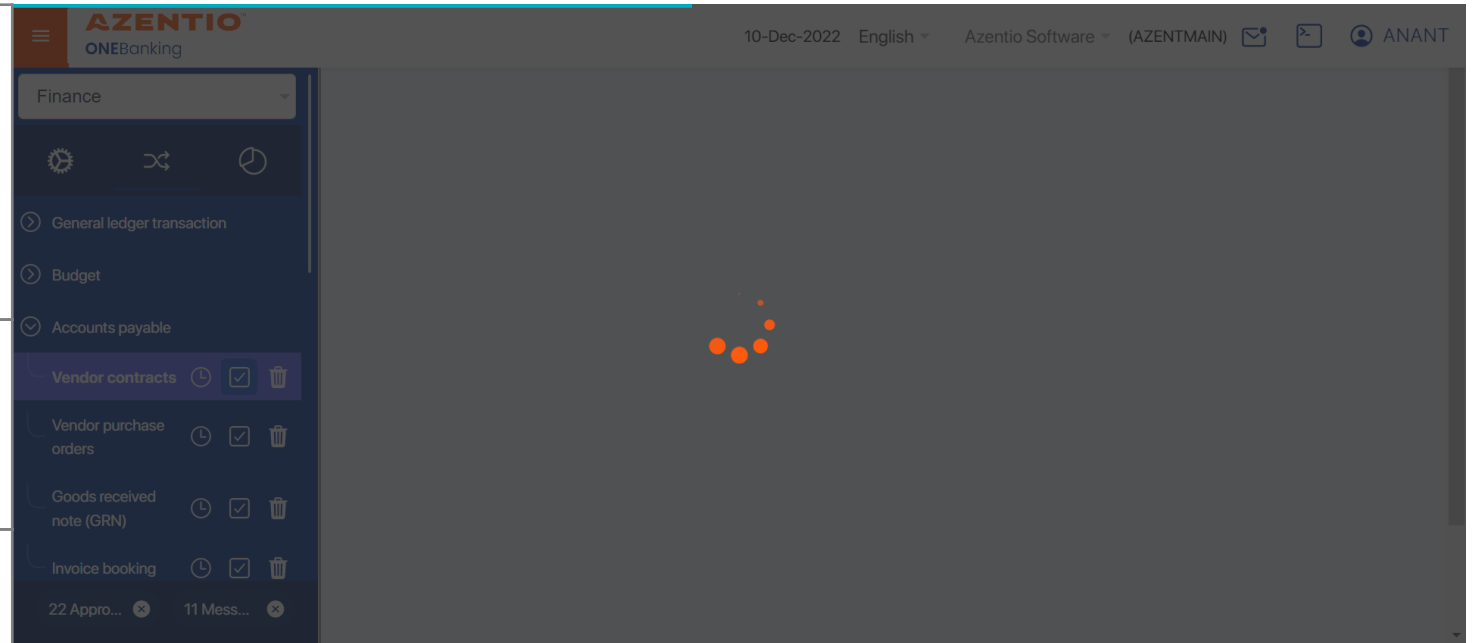 AZENTIO
ONEBanking
10-Dec-2022 English Azentio Software (AZENTMAIN) ANANT
Finance
General ledger transaction
Budget
Accounts payable
Vendor contracts
Vendor purchase
orders
Goods received
note (GRN)
Invoice booking
22 Appro... 11 Mess...